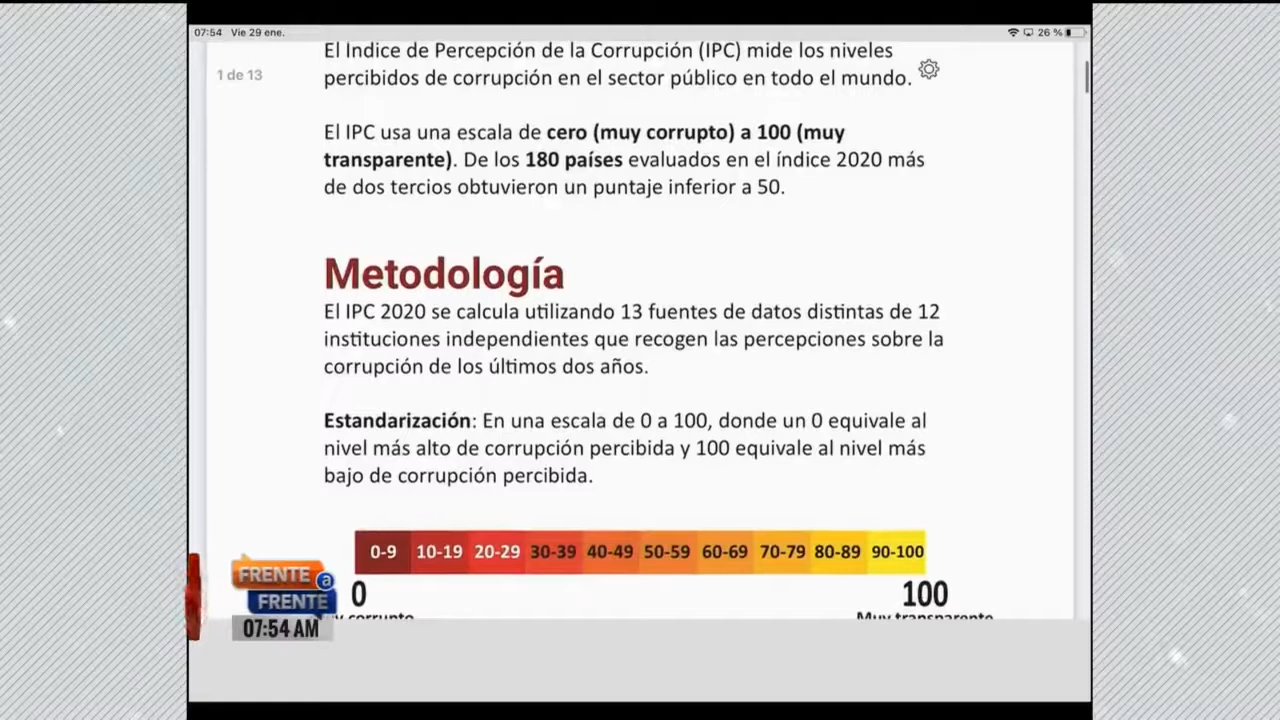 07:54 Vie 29 ene.
26 %
1 de 13
El Indice de Percepción de la Corrupción (IPC) mide los niveles
percibidos de corrupción en el sector público en todo el mundo.
El IPC usa una escala de cero (muy corrupto) a 100 (muy
transparente). De los 180 países evaluados en el índice 2020 más
de dos tercios obtuvieron un puntaje inferior a 50.
Metodología
El IPC 2020 se calcula utilizando 13 fuentes de datos distintas de 12
instituciones independientes que recogen las percepciones sobre la
corrupción de los últimos dos años.
Estandarización: En una escala de 0 a 100, donde un 0 equivale al
nivel más alto de corrupción percibida y 100 equivale al nivel más
bajo de corrupción percibida.
0-9 10-19 20-29 30-39 40-49 50-59 60-69 70-79 80-89 90-100
0 100
y corrupto Muy transparente
FRENTE a
FRENTE
07:54 AM